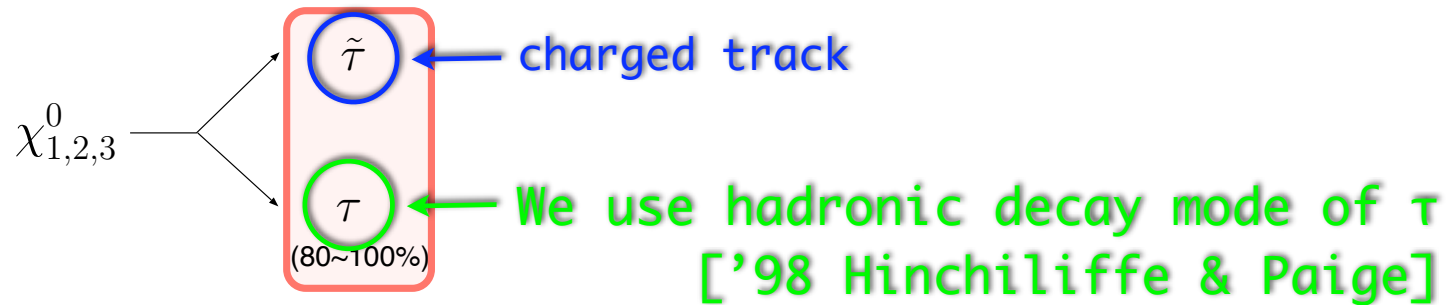 τ̃
charged track
χ⁰₁,₂,₃
τ
We use hadronic decay mode of τ
(80~100%)
[’98 Hinchiliffe & Paige]